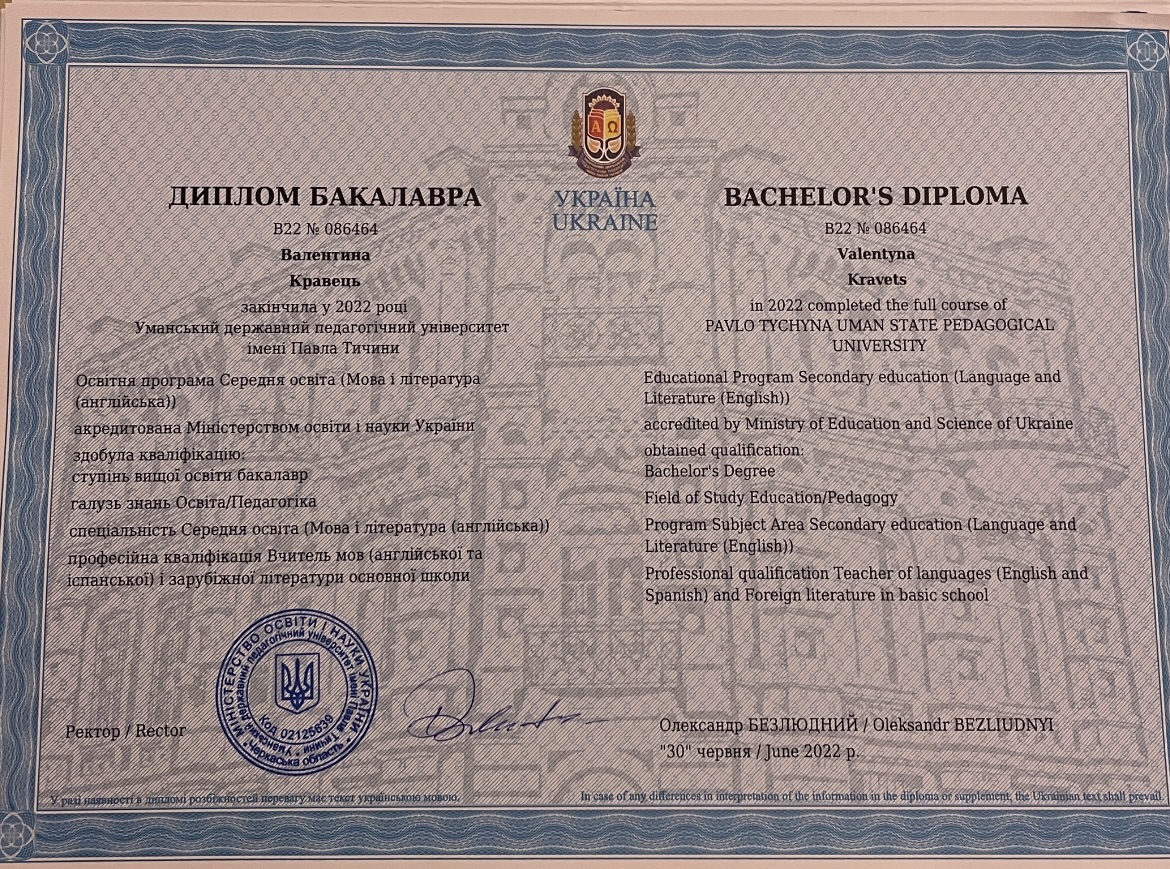 ДИПЛОМ БАКАЛАВРА
В22 № 086464
Валентина
Кравець
закінчила у 2022 році
Уманський державний педагогічний університет
імені Павла Тичини
Освітня програма Середня освіта (Мова і література
(англійська))
акредитована Міністерством освіти і науки України
здобула кваліфікацію:
ступінь вищої освіти бакалавр
галузь знань Освіта/Педагогіка
спеціальність Середня освіта (Мова і література (англійська))
професійна кваліфікація Вчитель мов (англійської та
іспанської) і зарубіжної літератури основної школи
Α Ω
УКРАЇНА
UKRAINE
BACHELOR'S DIPLOMA
B22 № 086464
Valentyna
Kravets
in 2022 completed the full course of
PAVLO TYCHYNA UMAN STATE PEDAGOGICAL
UNIVERSITY
Educational Program Secondary education (Language and
Literature (English))
accredited by Ministry of Education and Science of Ukraine
obtained qualification:
Bachelor's Degree
Field of Study Education/Pedagogy
Program Subject Area Secondary education (Language and
Literature (English))
Professional qualification Teacher of languages (English and
Spanish) and Foreign literature in basic school
Ректор / Rector
МІНІСТЕРСТВО ОСВІТИ І НАУКИ УКРАЇНИ
Уманський державний педагогічний університет імені Павла Тичини
Черкаська область
Код 02125639
Олександр БЕЗЛЮДНИЙ / Oleksandr BEZLIUDNYI
"30" червня / June 2022 р.
У разі наявності в дипломі розбіжностей перевагу має текст українською мовою.
In case of any differences in interpretation of the information in the diploma or supplement, the Ukrainian text shall prevail.